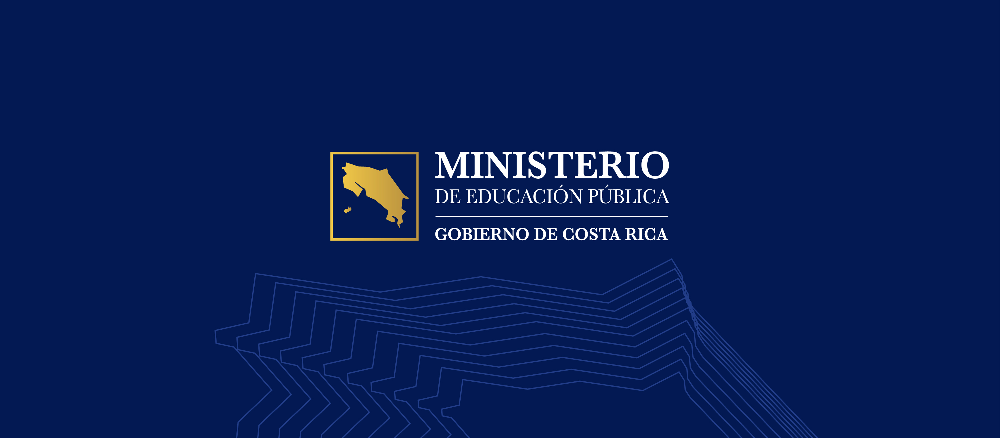 MINISTERIO
DE EDUCACIÓN PÚBLICA
GOBIERNO DE COSTA RICA